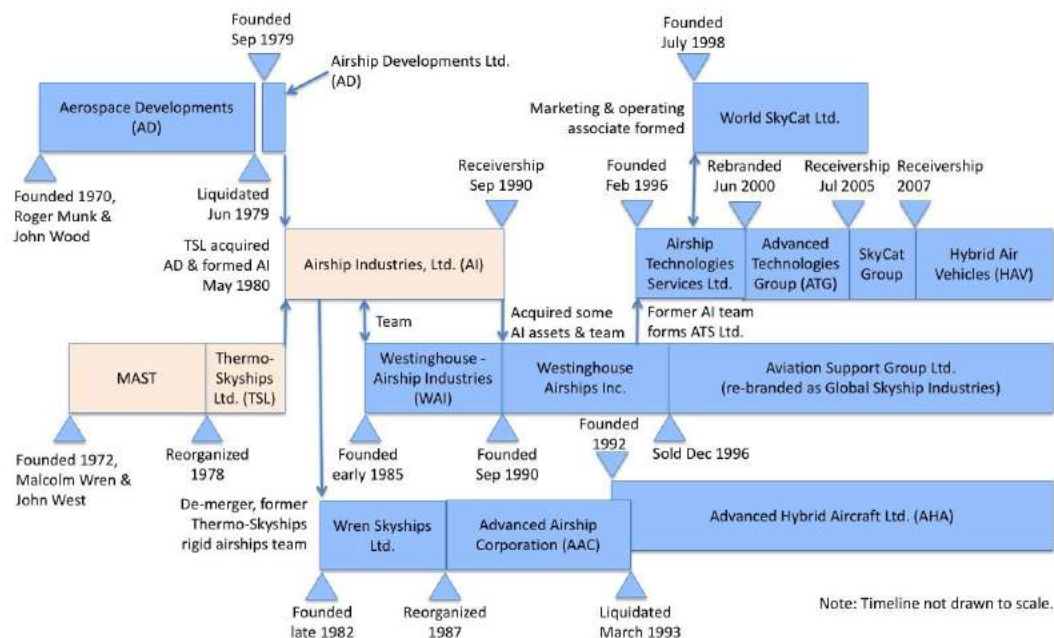 Founded
Sep 1979
Airship Developments Ltd.
(AD)
Aerospace Developments
(AD)
Founded 1970,
Roger Munk &
John Wood
Liquidated
Jun 1979
Founded
July 1998
Marketing & operating
associate formed
World SkyCat Ltd.
Receivership
Sep 1990
Founded
Feb 1996
Rebranded
Jun 2000
Receivership
Jul 2005
Receivership
2007
TSL acquired
AD & formed AI
May 1980
Airship Industries, Ltd. (AI)
Airship
Technologies
Services Ltd.
Advanced
Technologies
Group (ATG)
SkyCat
Group
Hybrid Air
Vehicles (HAV)
Team
Acquired some
AI assets & team
Former AI team
forms ATS Ltd.
MAST
Thermo-
Skyships
Ltd. (TSL)
Westinghouse -
Airship Industries
(WAI)
Westinghouse
Airships Inc.
Aviation Support Group Ltd.
(re-branded as Global Skyship Industries)
Founded 1972,
Malcolm Wren &
John West
Reorganized
1978
Founded
early 1985
Founded
Sep 1990
Founded
1992
Sold Dec 1996
De-merger, former
Thermo-Skyships
rigid airships team
Wren Skyships
Ltd.
Advanced Airship
Corporation (AAC)
Advanced Hybrid Aircraft Ltd. (AHA)
Founded
late 1982
Reorganized
1987
Liquidated
March 1993
Note: Timeline not drawn to scale.